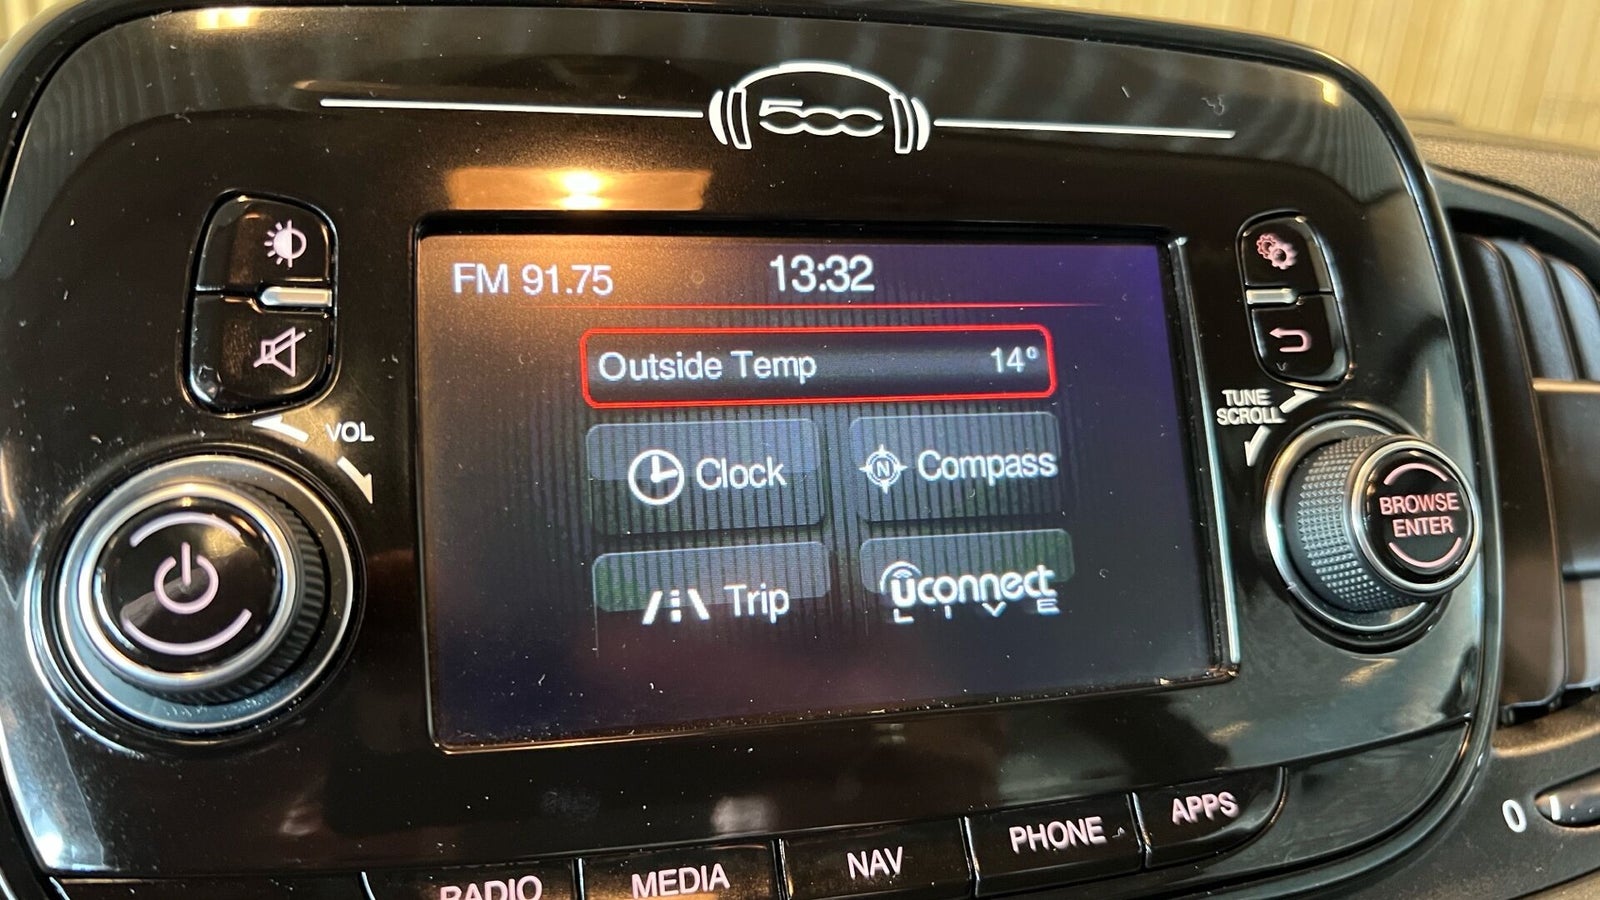 500
FM 91.75
13:32
Outside Temp
14°
VOL
TUNE
SCROLL
Clock
N
Compass
BROWSE
ENTER
Trip
uconnect
LIVE
RADIO
MEDIA
NAV
PHONE
APPS
0